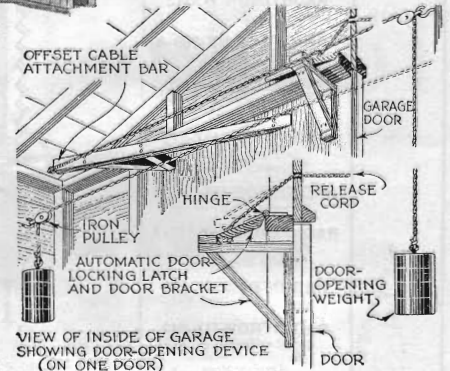 OFFSET CABLE
ATTACHMENT BAR
GARAGE
DOOR
HINGE
RELEASE
CORD
IRON
PULLEY
AUTOMATIC DOOR
LOCKING LATCH
AND DOOR BRACKET
DOOR-
OPENING
WEIGHT
VIEW OF INSIDE OF GARAGE
SHOWING DOOR-OPENING DEVICE
(ON ONE DOOR)
DOOR